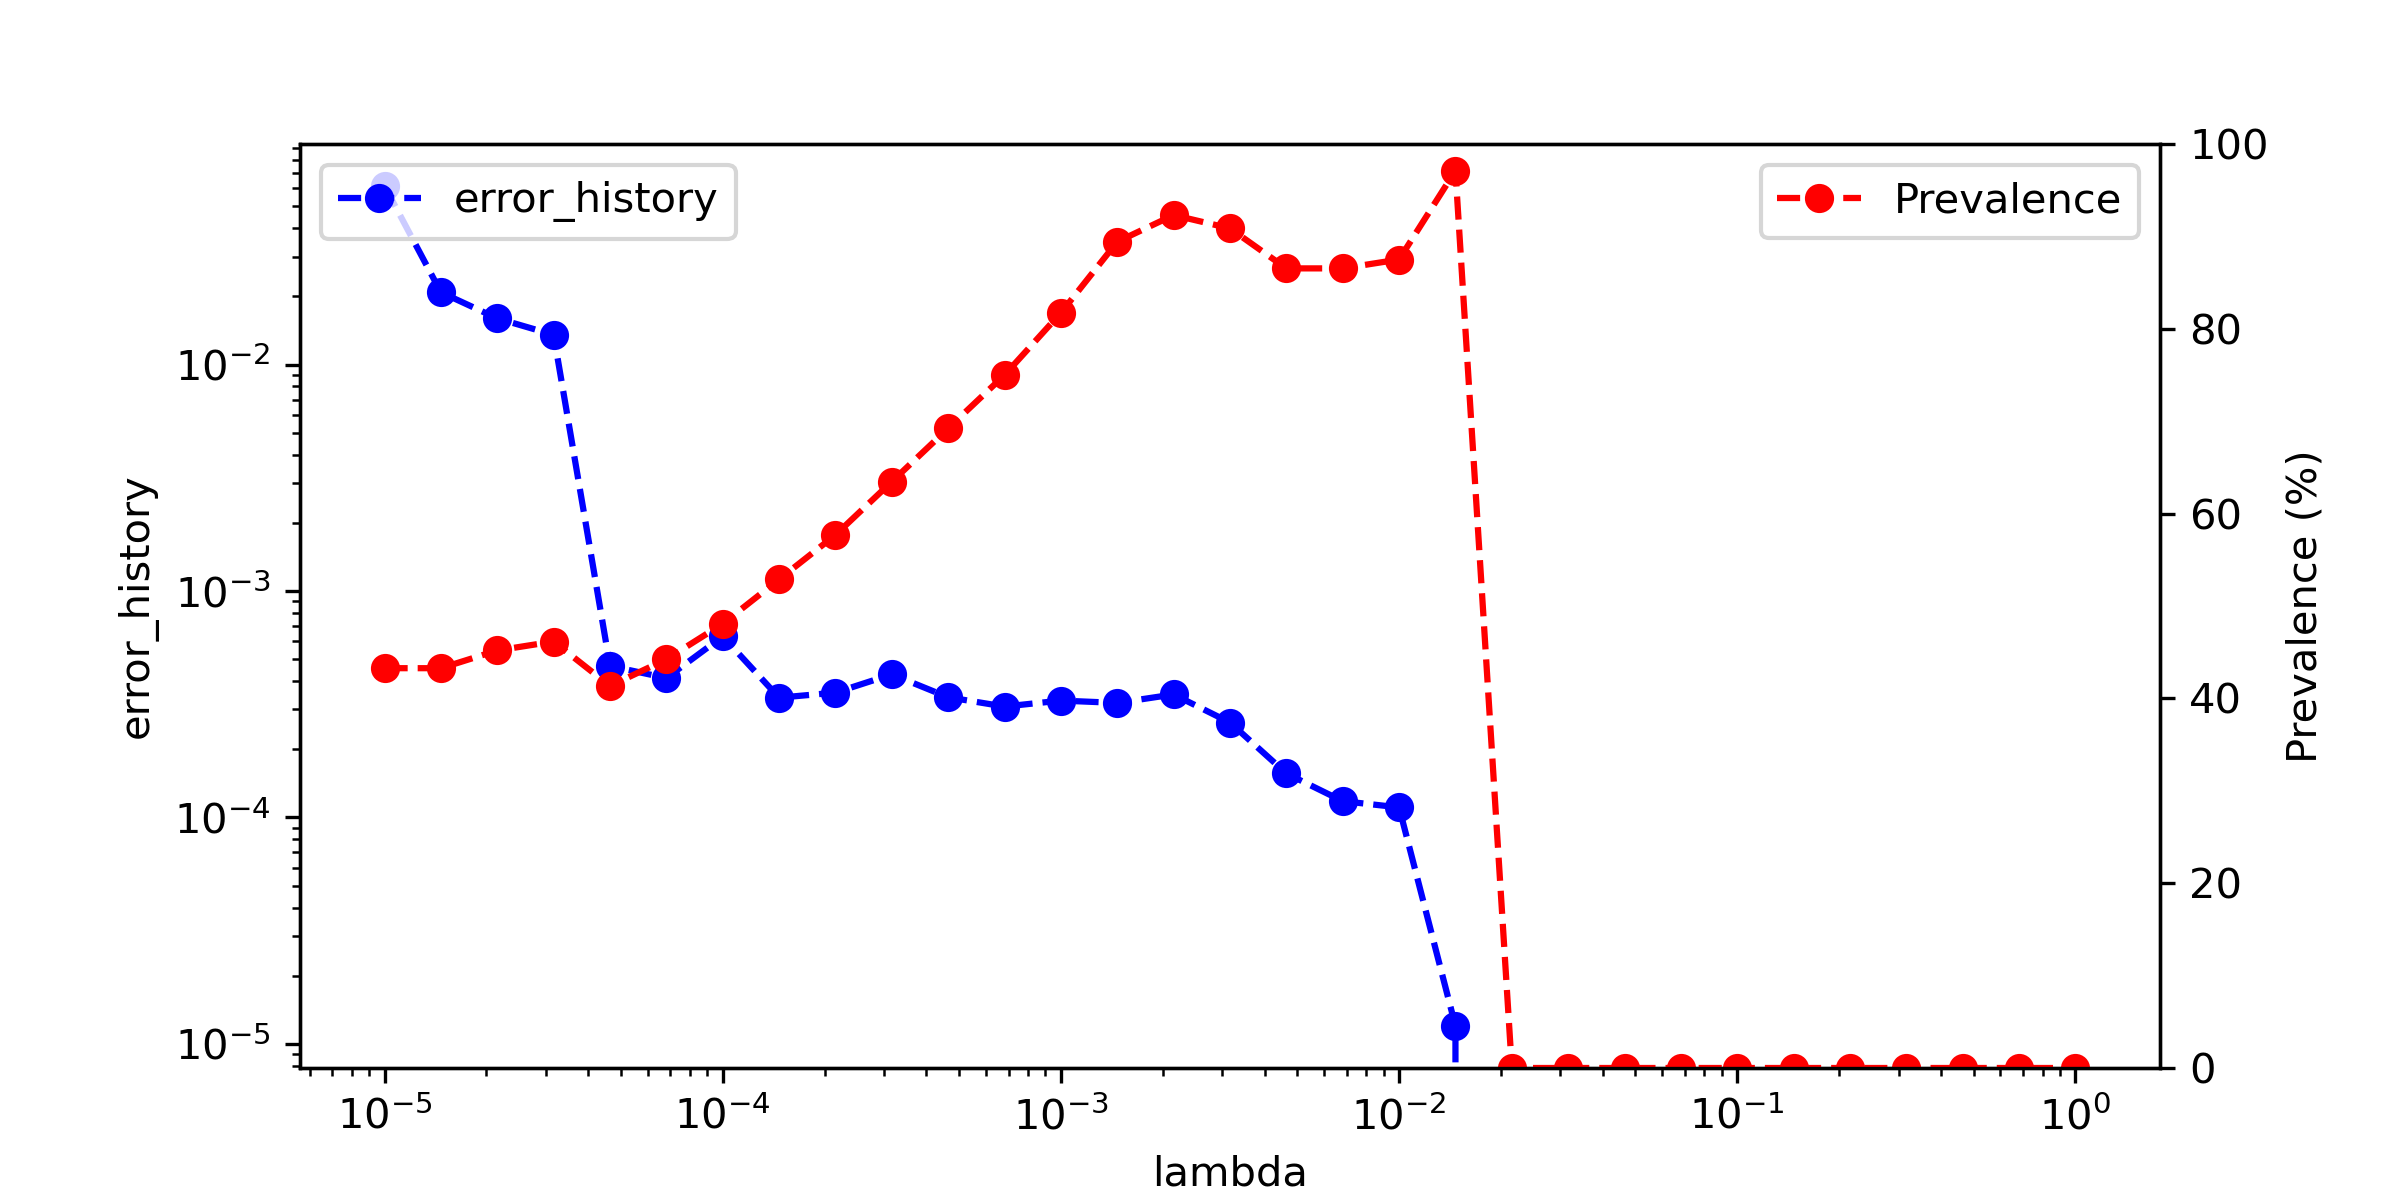 error_history
Prevalence
100
80
60
40
20
0
Prevalence (%)
error_history
10⁻²
10⁻³
10⁻⁴
10⁻⁵
10⁻⁵ 10⁻⁴ 10⁻³ 10⁻² 10⁻¹ 10⁰
lambda